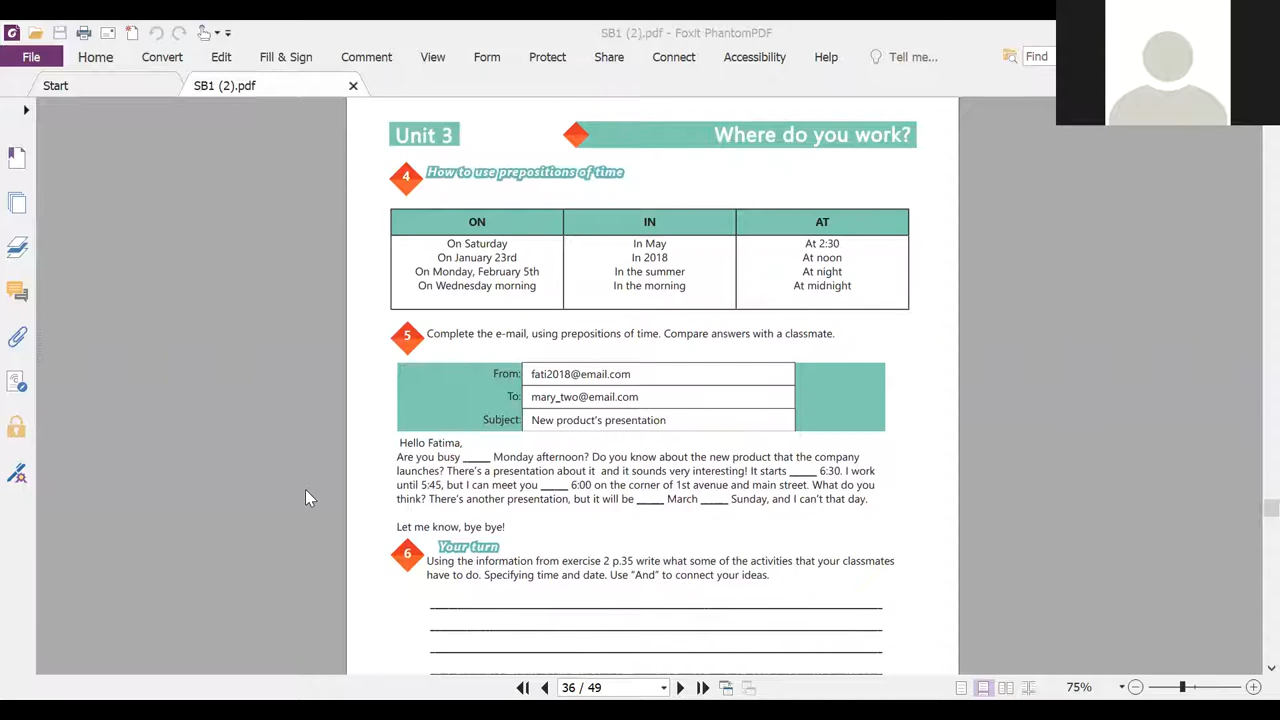 SB1 (2).pdf - Foxit PhantomPDF
File Home Convert Edit Fill & Sign Comment View Form Protect Share Connect Accessibility Help Tell me... Find
Start SB1 (2).pdf
Unit 3 Where do you work?
4 How to use prepositions of time
ON IN AT
On Saturday In May At 2:30
On January 23rd In 2018 At noon
On Monday, February 5th In the summer At night
On Wednesday morning In the morning At midnight
5 Complete the e-mail, using prepositions of time. Compare answers with a classmate.
From: fati2018@email.com
To: mary_two@email.com
Subject: New product's presentation
Hello Fatima,
Are you busy _____ Monday afternoon? Do you know about the new product that the company
launches? There's a presentation about it and it sounds very interesting! It starts _____ 6:30. I work
until 5:45, but I can meet you _____ 6:00 on the corner of 1st avenue and main street. What do you
think? There's another presentation, but it will be _____ March _____ Sunday, and I can't that day.
Let me know, bye bye!
6 Your turn
Using the information from exercise 2 p.35 write what some of the activities that your classmates
have to do. Specifying time and date. Use “And” to connect your ideas.
36 / 49 75%